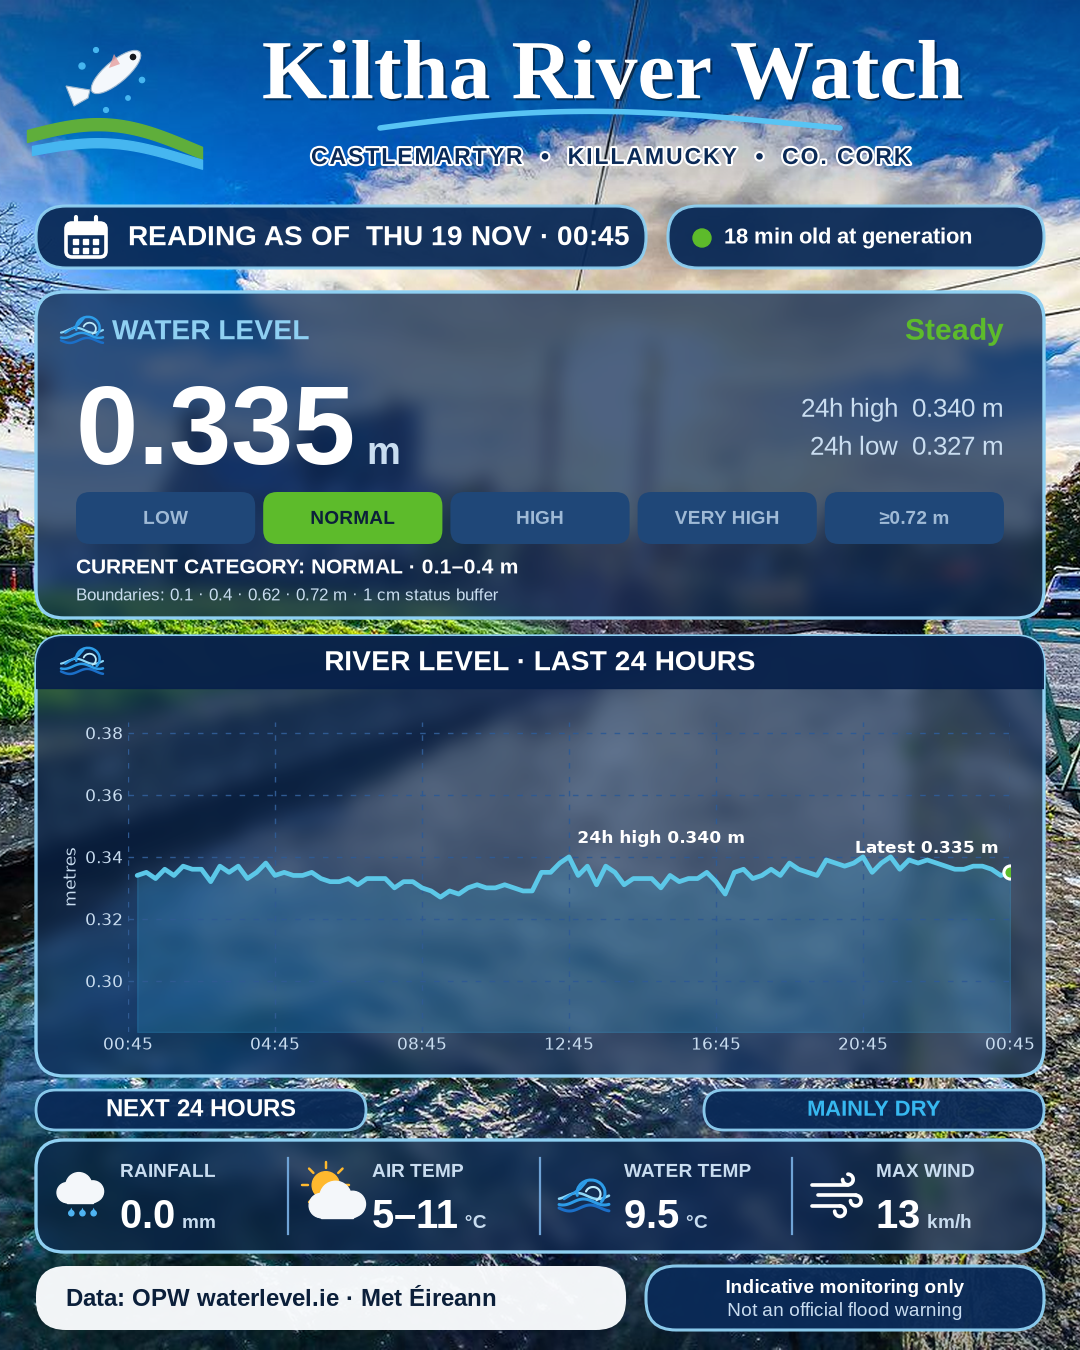 Kiltha River Watch
CASTLEMARTYR • KILLAMUCKY • CO. CORK
READING AS OF THU 19 NOV · 00:45
18 min old at generation
WATER LEVEL
Steady
0.335 m
24h high 0.340 m
24h low 0.327 m
LOW
NORMAL
HIGH
VERY HIGH
≥0.72 m
CURRENT CATEGORY: NORMAL · 0.1–0.4 m
Boundaries: 0.1 · 0.4 · 0.62 · 0.72 m · 1 cm status buffer
RIVER LEVEL · LAST 24 HOURS
0.38
0.36
0.34
0.32
0.30
metres
24h high 0.340 m
Latest 0.335 m
00:45 04:45 08:45 12:45 16:45 20:45 00:45
NEXT 24 HOURS
MAINLY DRY
RAINFALL
0.0 mm
AIR TEMP
5–11 °C
WATER TEMP
9.5 °C
MAX WIND
13 km/h
Data: OPW waterlevel.ie · Met Éireann
Indicative monitoring only
Not an official flood warning